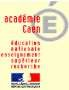 académie
Caen
éducation
nationale
enseignement
supérieur
recherche